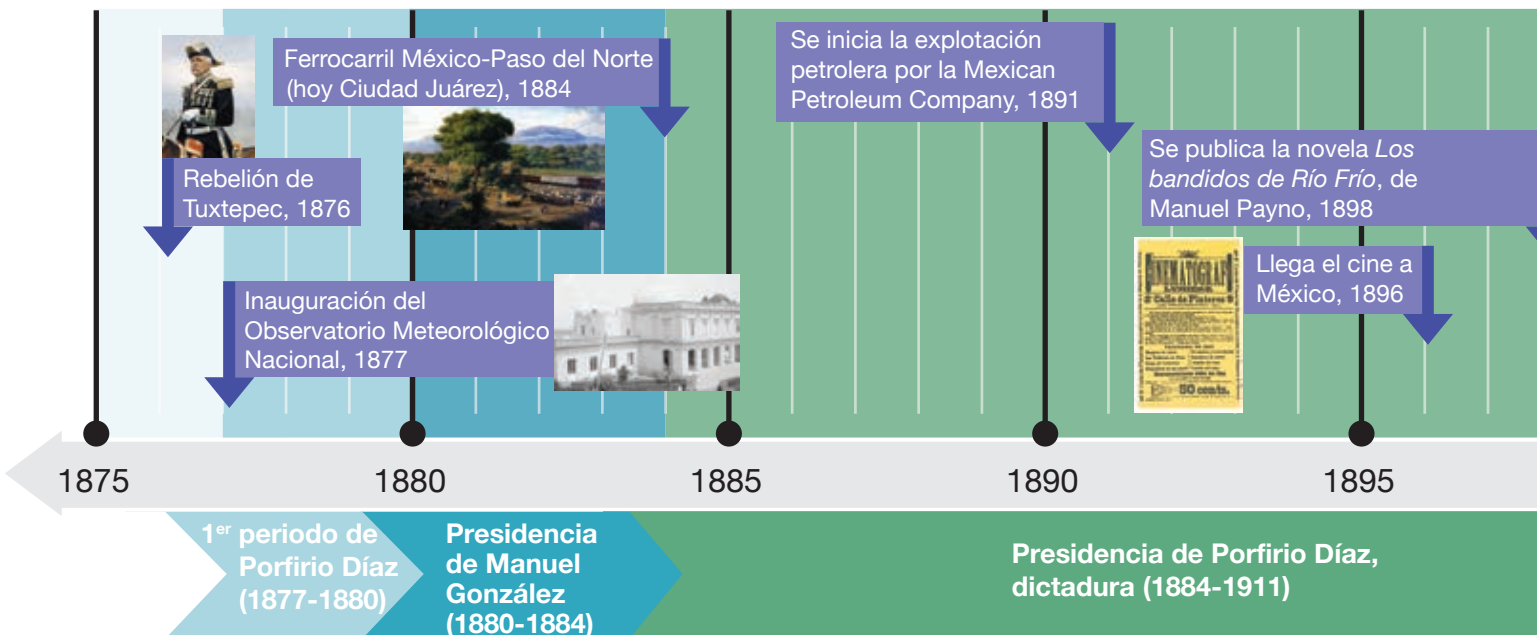 Ferrocarril México-Paso del Norte
(hoy Ciudad Juárez), 1884
Se inicia la explotación
petrolera por la Mexican
Petroleum Company, 1891
Rebelión de
Tuxtepec, 1876
Se publica la novela Los
bandidos de Río Frío, de
Manuel Payno, 1898
Inauguración del
Observatorio Meteorológico
Nacional, 1877
Llega el cine a
México, 1896
Calle de Plateros
50 cents.
1875
1880
1885
1890
1895
1er periodo de
Porfirio Díaz
(1877-1880)
Presidencia
de Manuel
González
(1880-1884)
Presidencia de Porfirio Díaz,
dictadura (1884-1911)